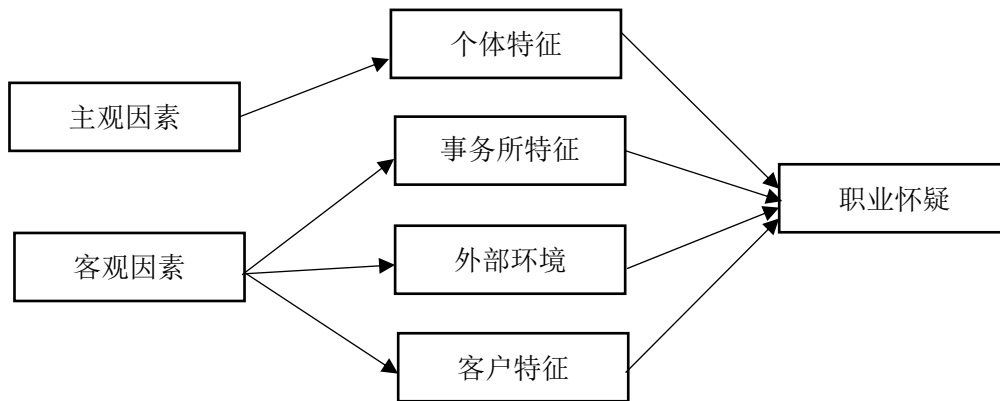 主观因素
客观因素
个体特征
事务所特征
外部环境
客户特征
职业怀疑